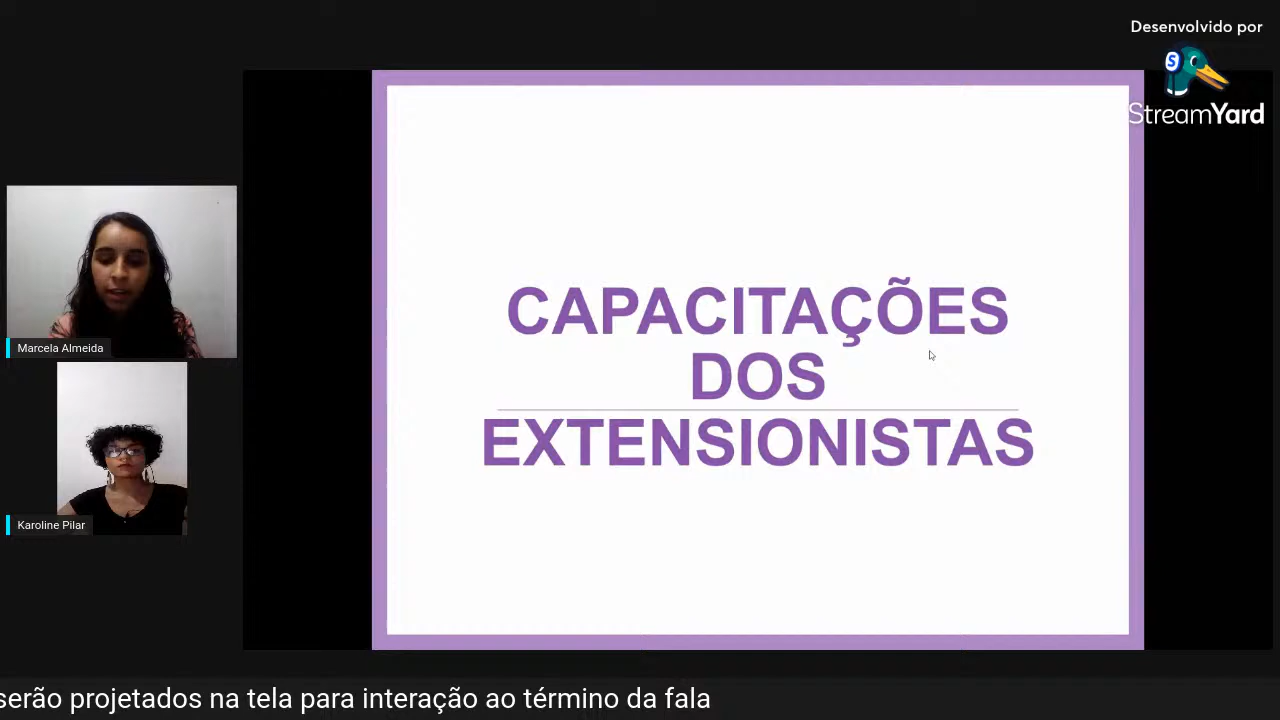 Desenvolvido por
StreamYard
CAPACITAÇÕES
DOS
EXTENSIONISTAS
Marcela Almeida
Karoline Pilar
serão projetados na tela para interação ao término da fala